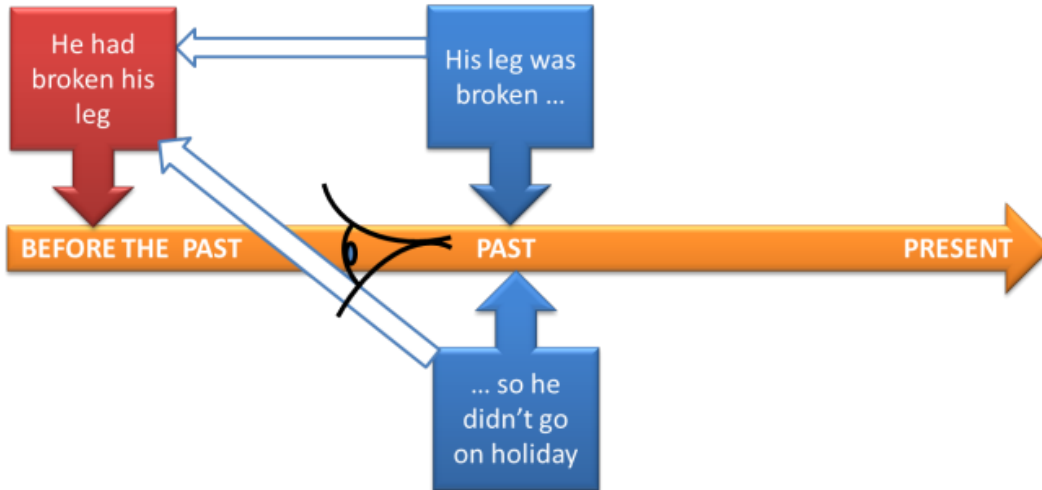 He had
broken his
leg
His leg was
broken …
BEFORE THE PAST
PAST
PRESENT
… so he
didn’t go
on holiday